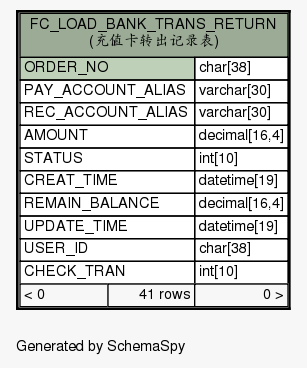 FC_LOAD_BANK_TRANS_RETURN
(充值卡转出记录表)
ORDER_NO char[38]
PAY_ACCOUNT_ALIAS varchar[30]
REC_ACCOUNT_ALIAS varchar[30]
AMOUNT decimal[16,4]
STATUS int[10]
CREAT_TIME datetime[19]
REMAIN_BALANCE decimal[16,4]
UPDATE_TIME datetime[19]
USER_ID char[38]
CHECK_TRAN int[10]
< 0 41 rows 0 >
Generated by SchemaSpy